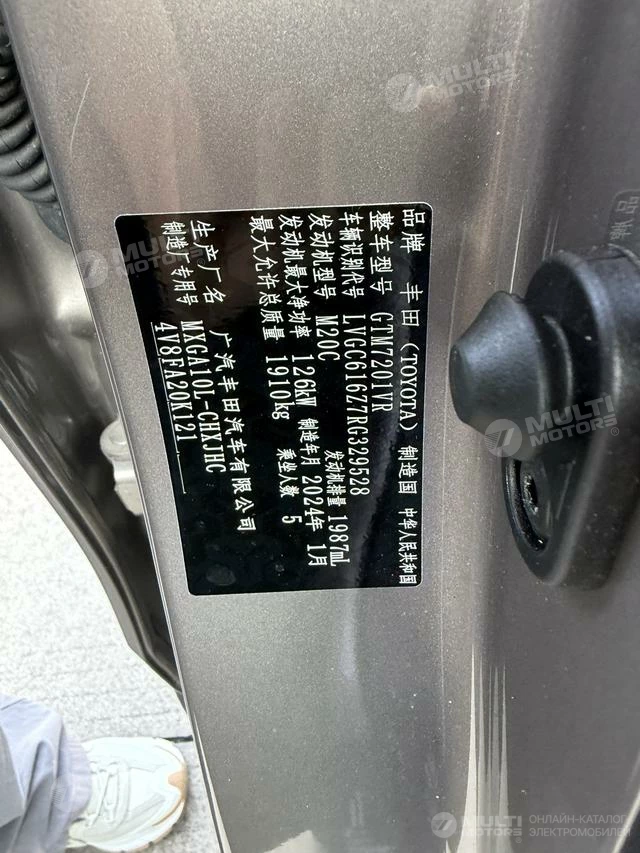 品牌 丰田 (TOYOTA) 制造国 中华人民共和国
整车型号 GTM7201VR
车辆识别代号 LVGC616Z7RG329528
发动机型号 M20C 发动机排量 1987mL
发动机最大净功率 126kW 制造年月 2024年 1月
最大允许总质量 1910kg 乘坐人数 5
生产厂名 广汽丰田汽车有限公司
MXGA10L-CHXJHC
制造厂专用号 4V8FA20K121
MULTI MOTORS
MULTI MOTORS
MULTI MOTORS
MULTI MOTORS
ОНЛАЙН-КАТАЛОГ
ЭЛЕКТРОМОБИЛЕЙ